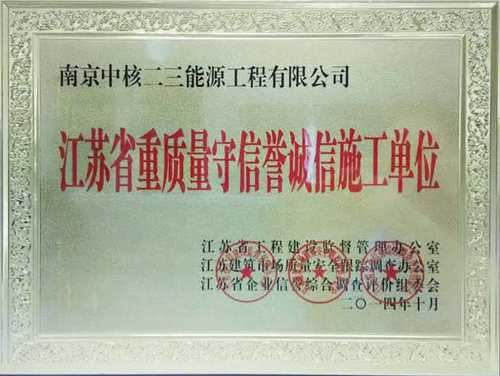 南京中核二三能源工程有限公司
江苏省重质量守信誉诚信施工单位
江苏省工程建设监督管理办公室
江苏建筑市场质量安全跟踪调查办公室
江苏省企业信誉综合调查评价组委会
二〇一四年十月